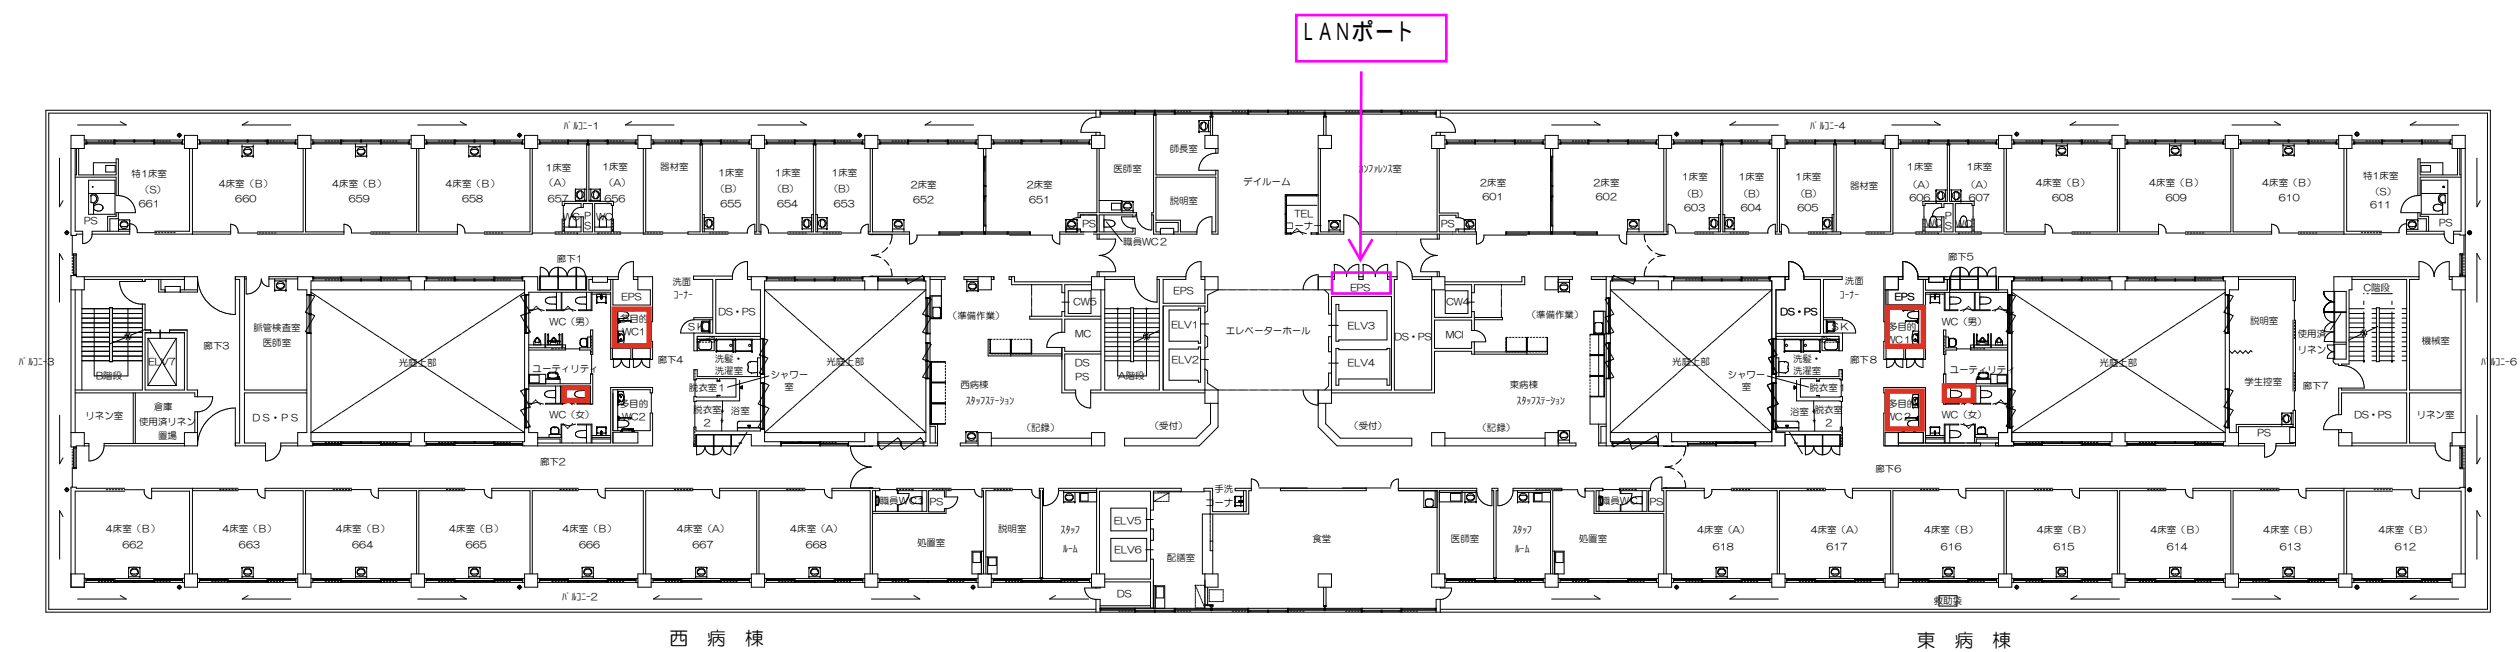 LANポート
バルコニー1
バルコニー4
特1床室
(S)
661
4床室(B)
660
4床室(B)
659
4床室(B)
658
1床室
(A)
657
1床室
(A)
656
器材室
1床室
(B)
655
1床室
(B)
654
1床室
(B)
653
2床室
652
2床室
651
医師室
師長室
説明室
デイルーム
TEL
コーナー
コンファレンス室
2床室
601
2床室
602
1床室
(B)
603
1床室
(B)
604
1床室
(B)
605
器材室
1床室
(A)
606
1床室
(A)
607
4床室(B)
608
4床室(B)
609
4床室(B)
610
特1床室
(S)
611
PS
WC
PS
WC
PS
職員WC2
PS
WC
PS
WC
PS
廊下1
廊下5
B階段
ELV7
廊下3
脈管検査室
医師室
光庭上部
WC(男)
ユーティリティ
WC(女)
EPS
多目的
WC1
多目的
WC2
廊下4
洗面
コーナー
DS・PS
SK
洗髪・
洗濯室
シャワー
室
脱衣室1
脱衣室
2
浴室
光庭上部
(準備作業)
西病棟
スタッフステーション
(記録)
CW5
MC
DS
PS
A階段
EPS
ELV1
ELV2
エレベーターホール
EPS
ELV3
ELV4
DS・PS
(受付)
(受付)
CW4
MCI
(準備作業)
東病棟
スタッフステーション
(記録)
光庭上部
DS・PS
洗面
コーナー
SK
洗髪・
洗濯室
シャワー
室
脱衣室1
浴室
脱衣室
2
廊下8
EPS
多目的
WC1
多目的
WC2
WC(男)
ユーティリティ
WC(女)
光庭上部
説明室
学生控室
PS
使用済
リネン
廊下7
C階段
機械室
DS・PS
リネン室
バルコニー3
バルコニー6
リネン室
倉庫
使用済リネン
置場
DS・PS
廊下2
廊下6
4床室(B)
662
4床室(B)
663
4床室(B)
664
4床室(B)
665
4床室(B)
666
4床室(A)
667
4床室(A)
668
職員WC
PS
処置室
説明室
スタッフ
ルーム
ELV5
ELV6
DS
配膳室
手洗
コーナー
食堂
医師室
スタッフ
ルーム
職員WC
PS
処置室
4床室(A)
618
4床室(A)
617
4床室(B)
616
4床室(B)
615
4床室(B)
614
4床室(B)
613
4床室(B)
612
バルコニー2
救助袋
西 病 棟
東 病 棟